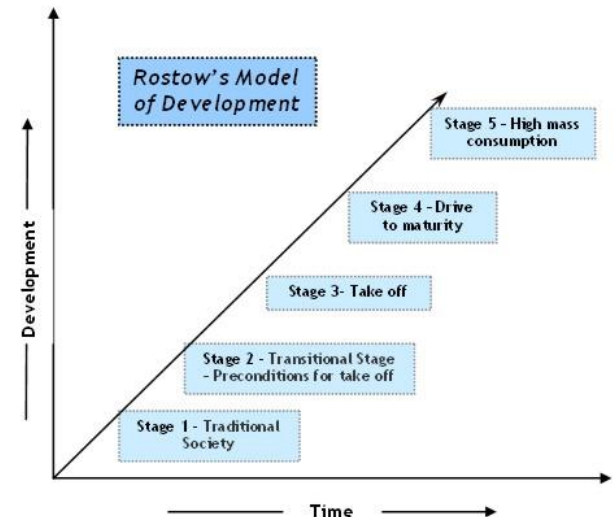 Rostow's Model
of Development
Stage 5 - High mass
consumption
Stage 4 - Drive
to maturity
Stage 3- Take off
Stage 2 - Transitional Stage
- Preconditions for take off
Stage 1 - Traditional
Society
Development
Time